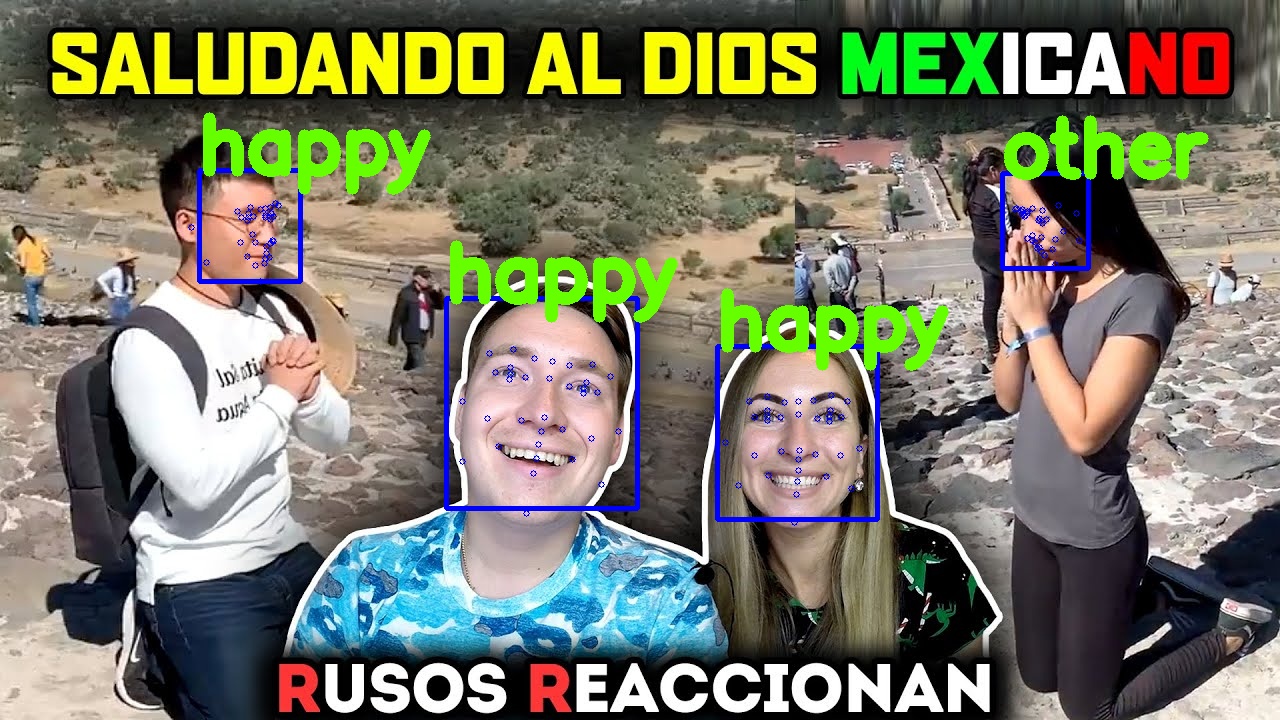 SALUDANDO AL DIOS MEXICANO
happy
other
happy
happy
RUSOS REACCIONAN